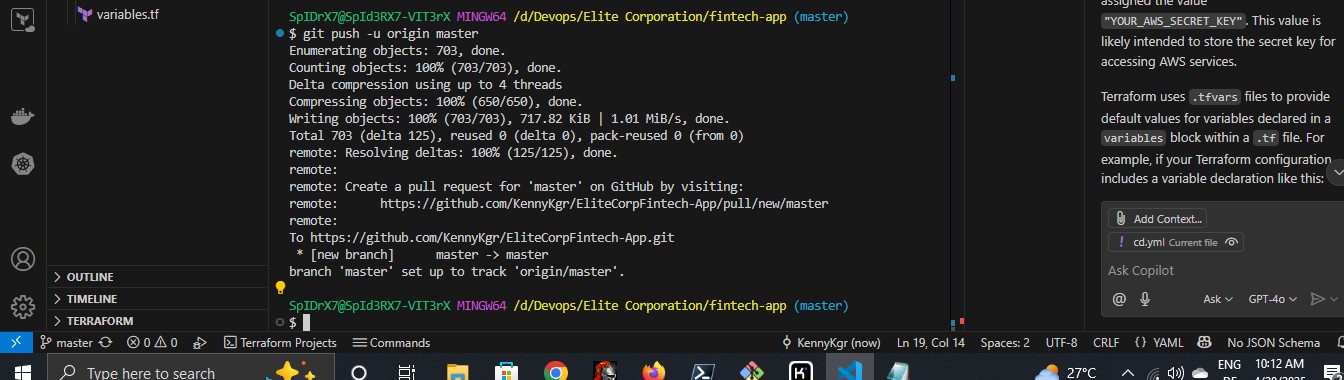 variables.tf
OUTLINE
TIMELINE
TERRAFORM
SpIDrX7@SpId3RX7-VIT3rX MINGW64 /d/Devops/Elite Corporation/fintech-app (master)
$ git push -u origin master
Enumerating objects: 703, done.
Counting objects: 100% (703/703), done.
Delta compression using up to 4 threads
Compressing objects: 100% (650/650), done.
Writing objects: 100% (703/703), 717.82 KiB | 1.01 MiB/s, done.
Total 703 (delta 125), reused 0 (delta 0), pack-reused 0 (from 0)
remote: Resolving deltas: 100% (125/125), done.
remote:
remote: Create a pull request for 'master' on GitHub by visiting:
remote:      https://github.com/KennyKgr/EliteCorpFintech-App/pull/new/master
remote:
To https://github.com/KennyKgr/EliteCorpFintech-App.git
 * [new branch]      master -> master
branch 'master' set up to track 'origin/master'.
SpIDrX7@SpId3RX7-VIT3rX MINGW64 /d/Devops/Elite Corporation/fintech-app (master)
$
assigned the value
"YOUR_AWS_SECRET_KEY". This value is
likely intended to store the secret key for
accessing AWS services.
Terraform uses .tfvars files to provide
default values for variables declared in a
variables block within a .tf file. For
example, if your Terraform configuration
includes a variable declaration like this:
Add Context...
! cd.yml Current file
Ask Copilot
@ Ask GPT-4o
master 0 0 Terraform Projects Commands KennyKgr (now) Ln 19, Col 14 Spaces: 2 UTF-8 CRLF {} YAML No JSON Schema
Type here to search 27°C ENG 10:12 AM